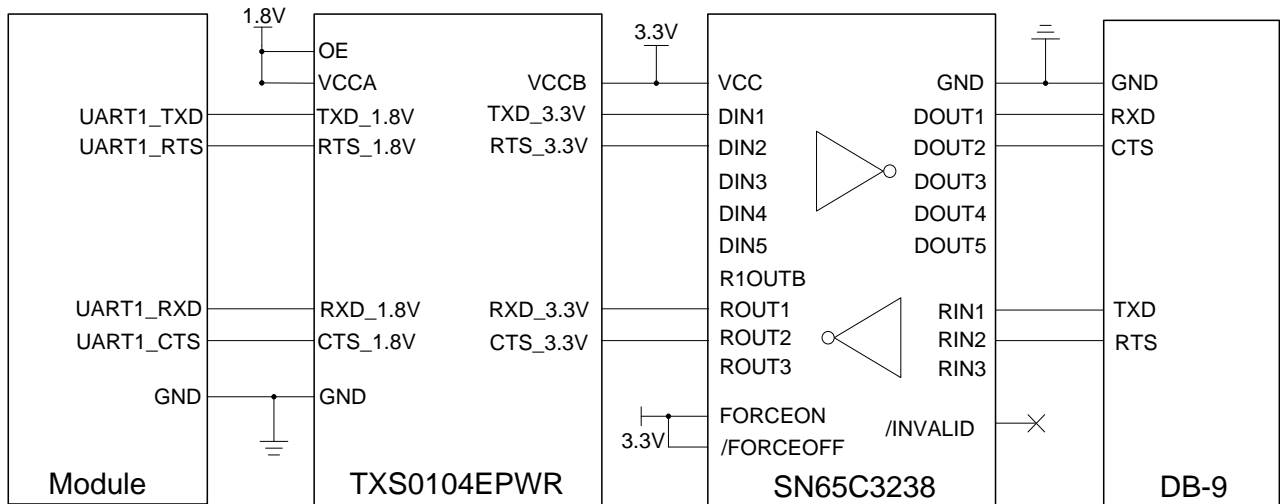 1.8V
OE
VCCA
TXD_1.8V
RTS_1.8V
RXD_1.8V
CTS_1.8V
GND
VCCB
TXD_3.3V
RTS_3.3V
RXD_3.3V
CTS_3.3V
TXS0104EPWR
UART1_TXD
UART1_RTS
UART1_RXD
UART1_CTS
GND
Module
3.3V
VCC
DIN1
DIN2
DIN3
DIN4
DIN5
R1OUTB
ROUT1
ROUT2
ROUT3
FORCEON
/FORCEOFF
3.3V
GND
DOUT1
DOUT2
DOUT3
DOUT4
DOUT5
RIN1
RIN2
RIN3
/INVALID
SN65C3238
GND
RXD
CTS
TXD
RTS
DB-9